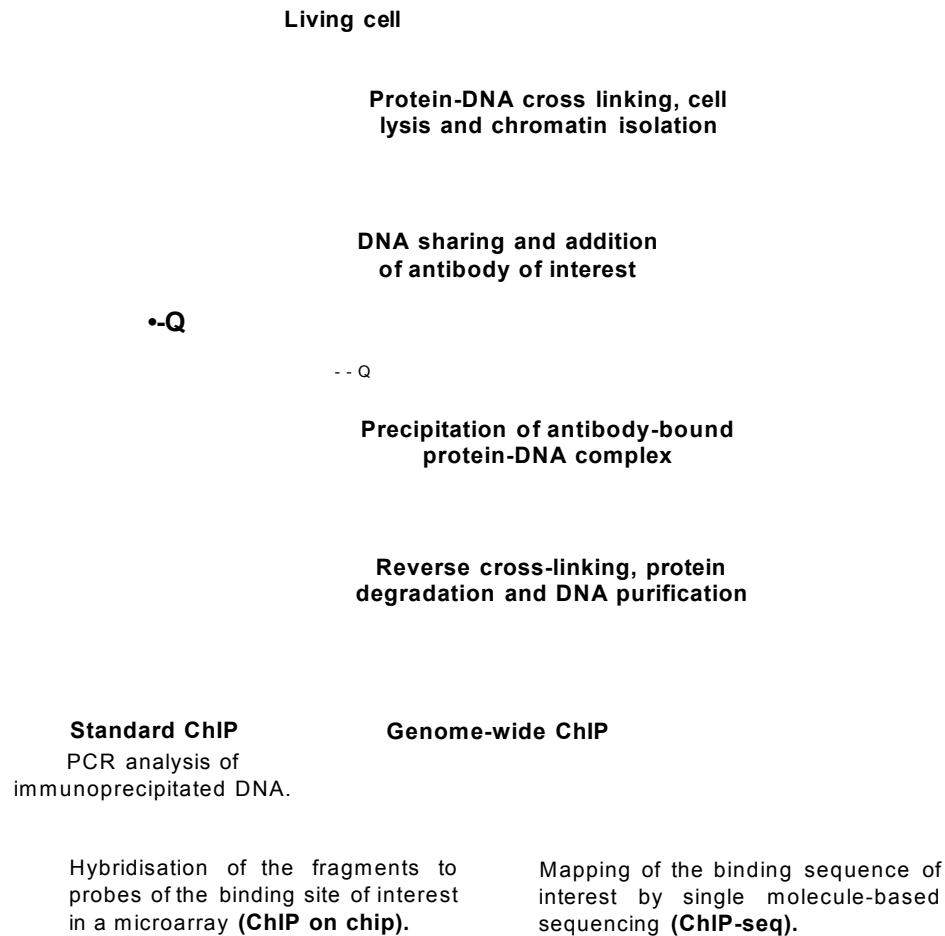 Living cell
Protein-DNA cross linking, cell
lysis and chromatin isolation
DNA sharing and addition
of antibody of interest
•-Q
- - Q
Precipitation of antibody-bound
protein-DNA complex
Reverse cross-linking, protein
degradation and DNA purification
Standard ChIP
PCR analysis of
immunoprecipitated DNA.
Genome-wide ChIP
Hybridisation of the fragments to
probes of the binding site of interest
in a microarray (ChIP on chip).
Mapping of the binding sequence of
interest by single molecule-based
sequencing (ChIP-seq).